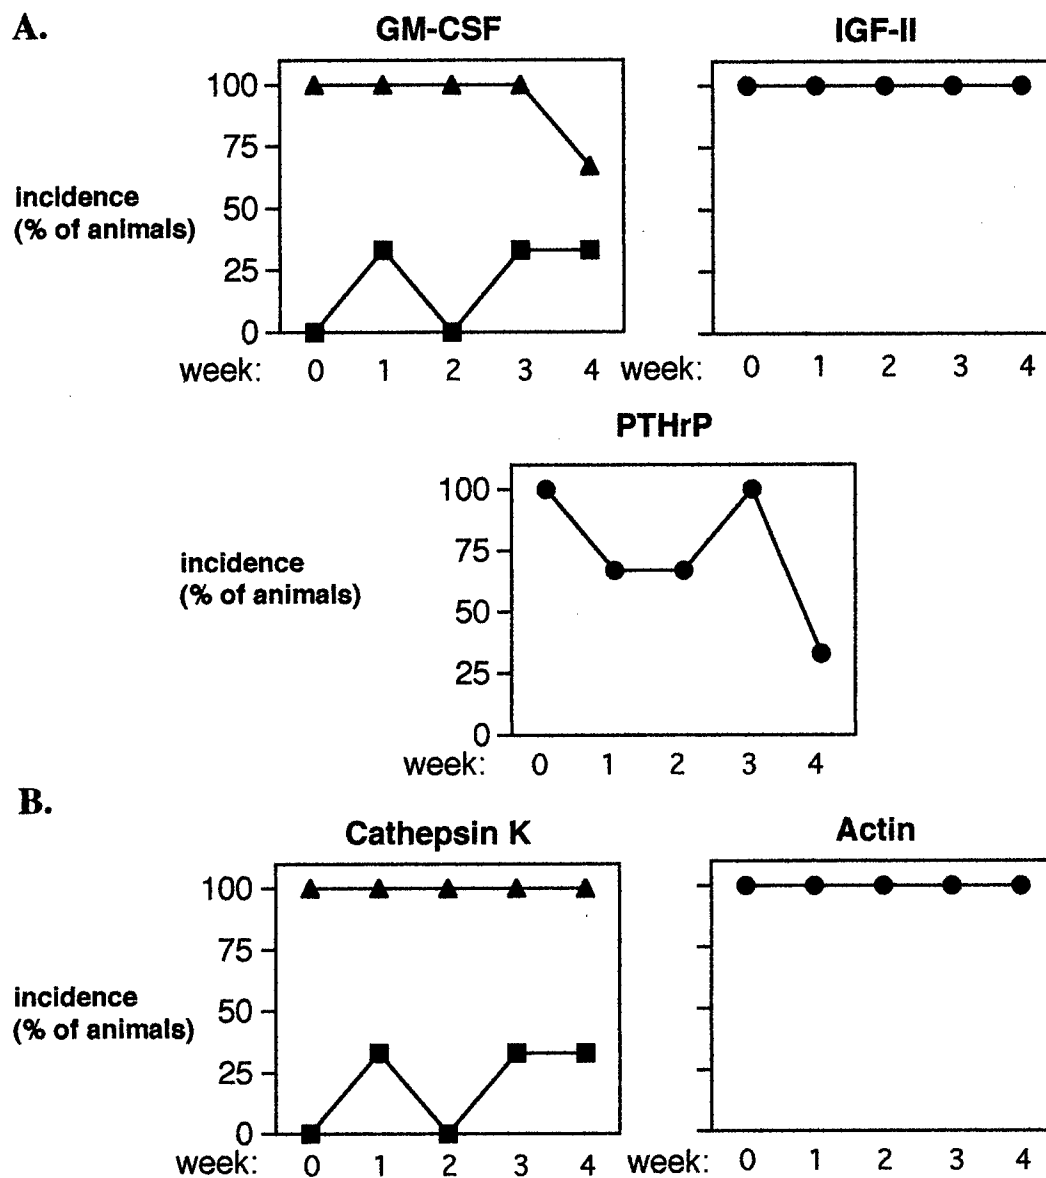 A.
GM-CSF
IGF-II
100
75
50
25
0
incidence
(% of animals)
week: 0 1 2 3 4
week: 0 1 2 3 4
PTHrP
100
75
50
25
0
incidence
(% of animals)
week: 0 1 2 3 4
B.
Cathepsin K
Actin
100
75
50
25
0
incidence
(% of animals)
week: 0 1 2 3 4
week: 0 1 2 3 4